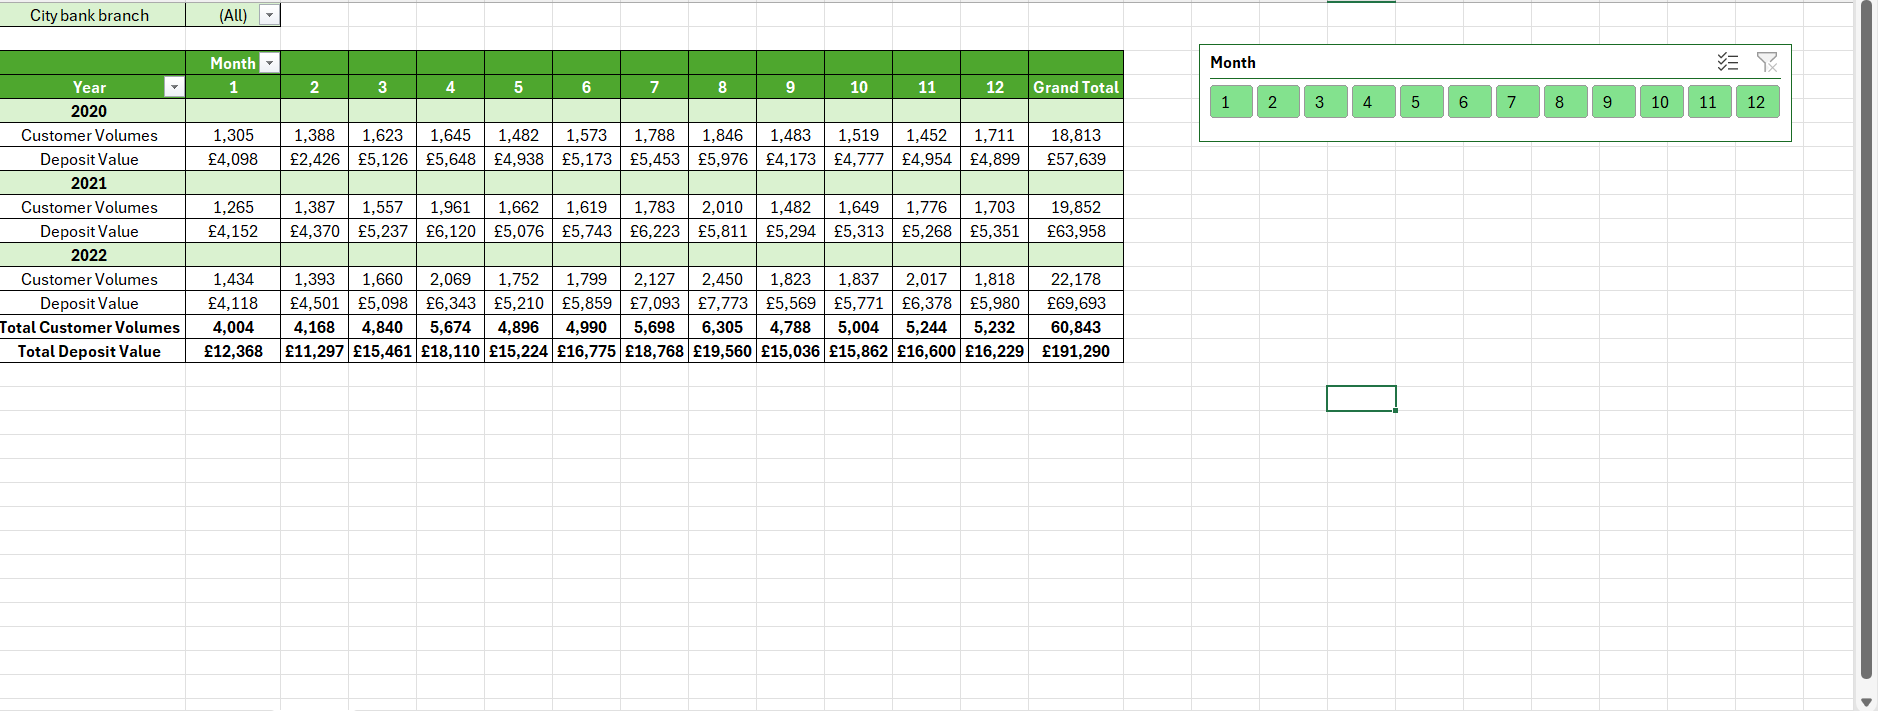 City bank branch (All)
Month
Month
1 2 3 4 5 6 7 8 9 10 11 12
Year 1 2 3 4 5 6 7 8 9 10 11 12 Grand Total
2020
Customer Volumes 1,305 1,388 1,623 1,645 1,482 1,573 1,788 1,846 1,483 1,519 1,452 1,711 18,813
Deposit Value £4,098 £2,426 £5,126 £5,648 £4,938 £5,173 £5,453 £5,976 £4,173 £4,777 £4,954 £4,899 £57,639
2021
Customer Volumes 1,265 1,387 1,557 1,961 1,662 1,619 1,783 2,010 1,482 1,649 1,776 1,703 19,852
Deposit Value £4,152 £4,370 £5,237 £6,120 £5,076 £5,743 £6,223 £5,811 £5,294 £5,313 £5,268 £5,351 £63,958
2022
Customer Volumes 1,434 1,393 1,660 2,069 1,752 1,799 2,127 2,450 1,823 1,837 2,017 1,818 22,178
Deposit Value £4,118 £4,501 £5,098 £6,343 £5,210 £5,859 £7,093 £7,773 £5,569 £5,771 £6,378 £5,980 £69,693
Total Customer Volumes 4,004 4,168 4,840 5,674 4,896 4,990 5,698 6,305 4,788 5,004 5,244 5,232 60,843
Total Deposit Value £12,368 £11,297 £15,461 £18,110 £15,224 £16,775 £18,768 £19,560 £15,036 £15,862 £16,600 £16,229 £191,290